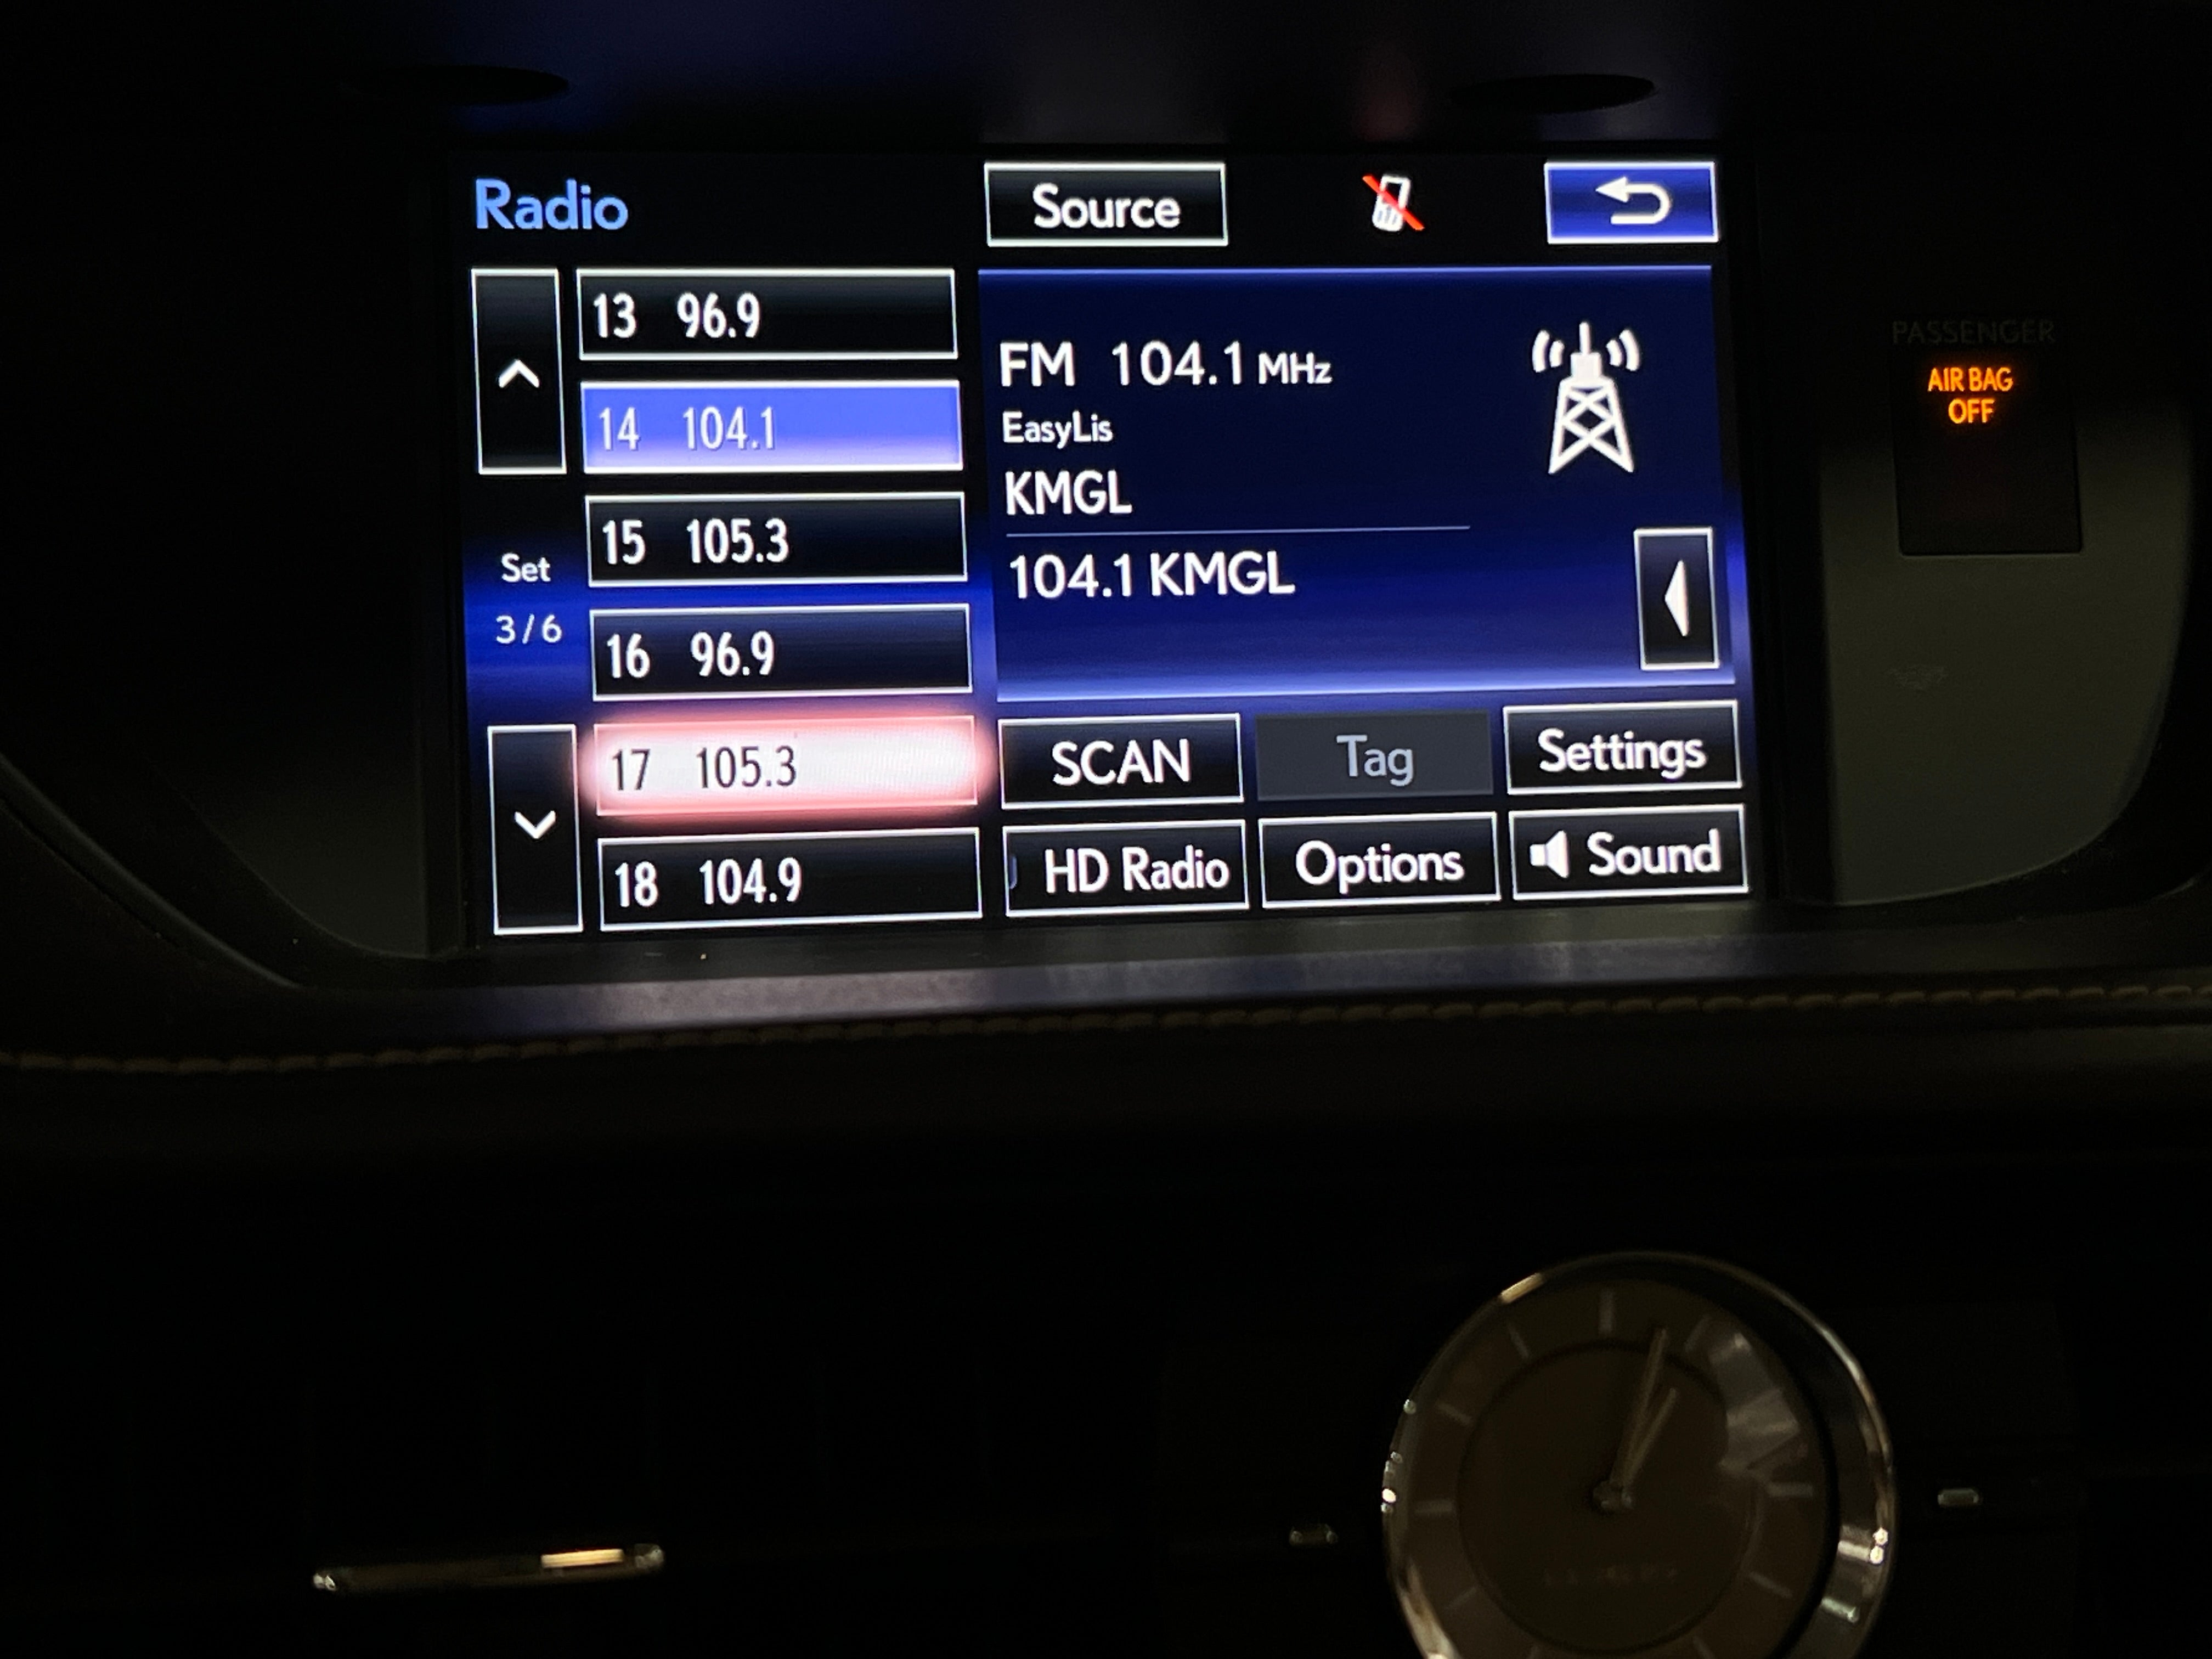 Radio
Source
13 96.9
14 104.1
15 105.3
16 96.9
17 105.3
18 104.9
Set
3/6
FM 104.1 MHz
EasyLis
KMGL
104.1 KMGL
SCAN
Tag
Settings
HD Radio
Options
Sound
PASSENGER
AIR BAG
OFF